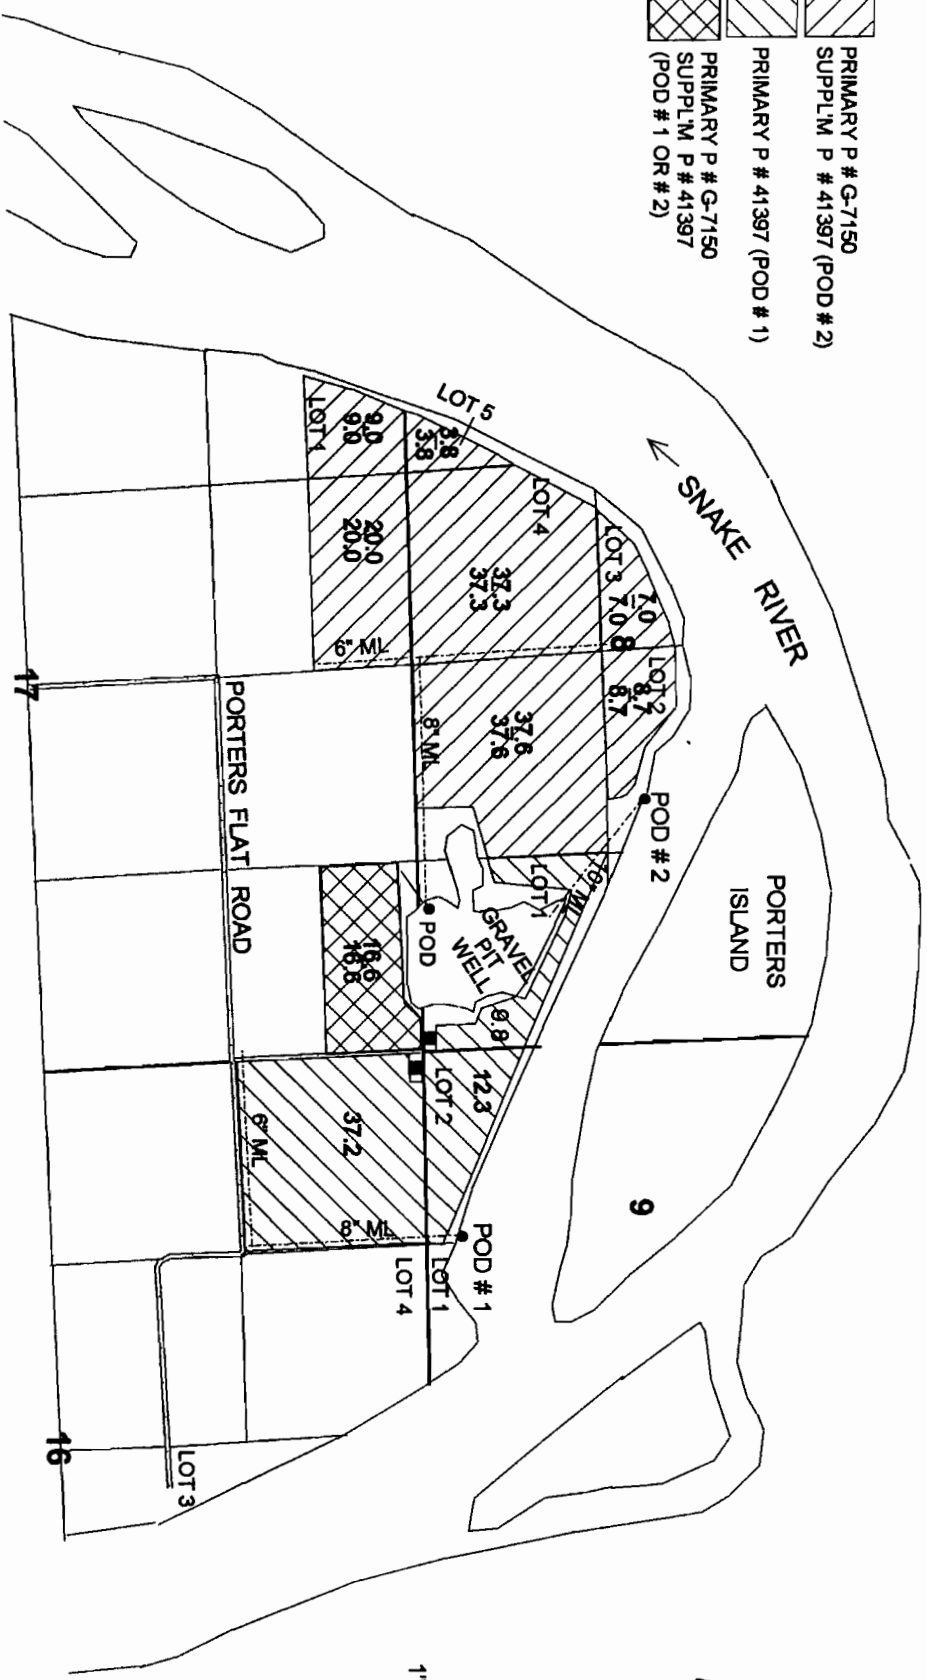 PRIMARY P # G-7150
SUPPL'M P # 41397 (POD # 2)
PRIMARY P # 41397 (POD # 1)
PRIMARY P # G-7150
SUPPL'M P # 41397
(POD # 1 OR # 2)
SNAKE RIVER
PORTERS
ISLAND
LOT 5
3.8
3.8
LOT 1
9.0
9.0
20.0
20.0
LOT 4
37.3
37.3
LOT 3
7.0
7.0
8
LOT 2
8.7
8.7
37.6
37.6
6" ML
8" ML
POD # 2
10" ML
LOT 1
GRAVEL
PIT
WELL
POD
9.8
16.6
16.6
LOT 2
12.3
37.2
6" ML
8" ML
POD # 1
LOT 1
LOT 4
LOT 3
9
17
16
PORTERS FLAT ROAD
1"